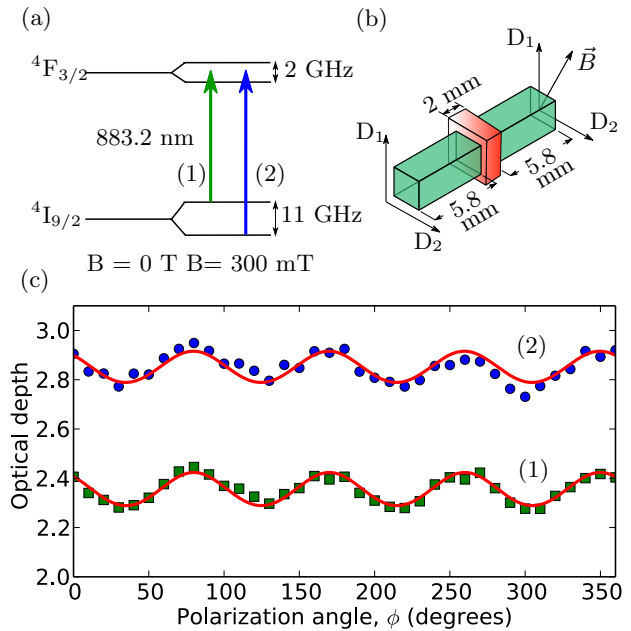 (a)
⁴F₃/₂
2 GHz
883.2 nm
(1)
(2)
⁴I₉/₂
11 GHz
B = 0 T B= 300 mT
(b)
D₁
B⃗
2 mm
D₁
D₂
5.8
mm
5.8
mm
D₂
(c)
3.0
2.8
2.6
2.4
2.2
2.0
Optical depth
(2)
(1)
0 50 100 150 200 250 300 350
Polarization angle, ϕ (degrees)